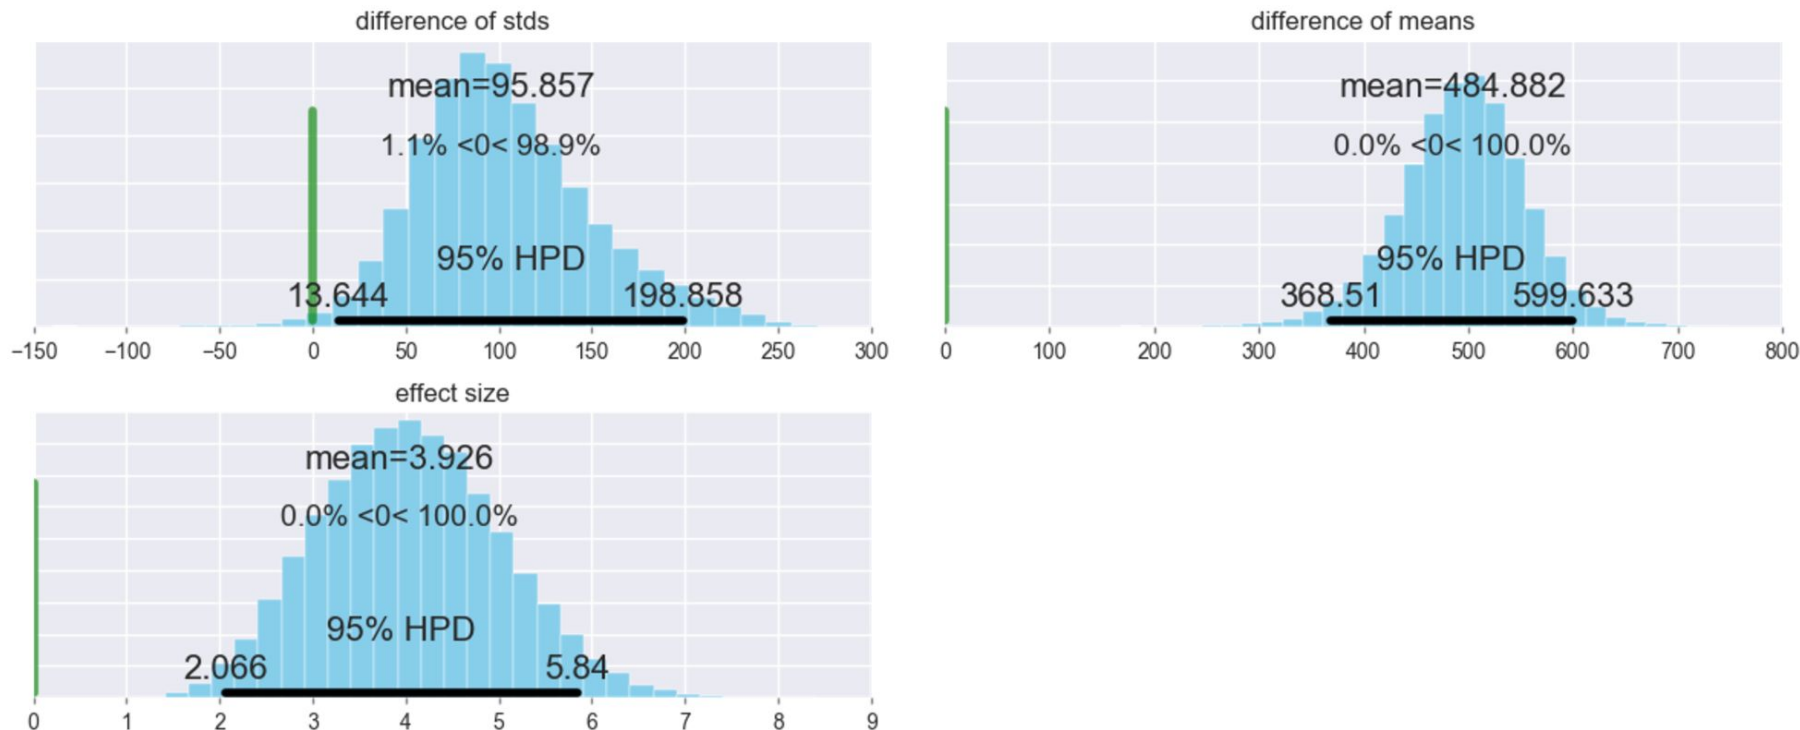 difference of stds
mean=95.857
1.1% <0< 98.9%
95% HPD
13.644 198.858
−150 −100 −50 0 50 100 150 200 250 300
difference of means
mean=484.882
0.0% <0< 100.0%
95% HPD
368.51 599.633
0 100 200 300 400 500 600 700 800
effect size
mean=3.926
0.0% <0< 100.0%
95% HPD
2.066 5.84
0 1 2 3 4 5 6 7 8 9